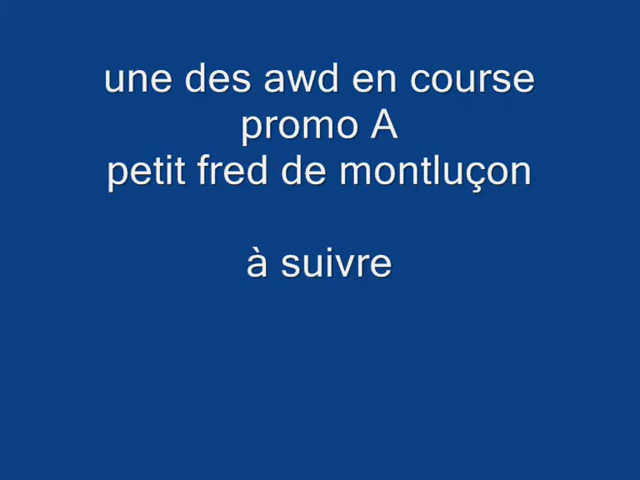 une des awd en course
promo A
petit fred de montluçon
à suivre